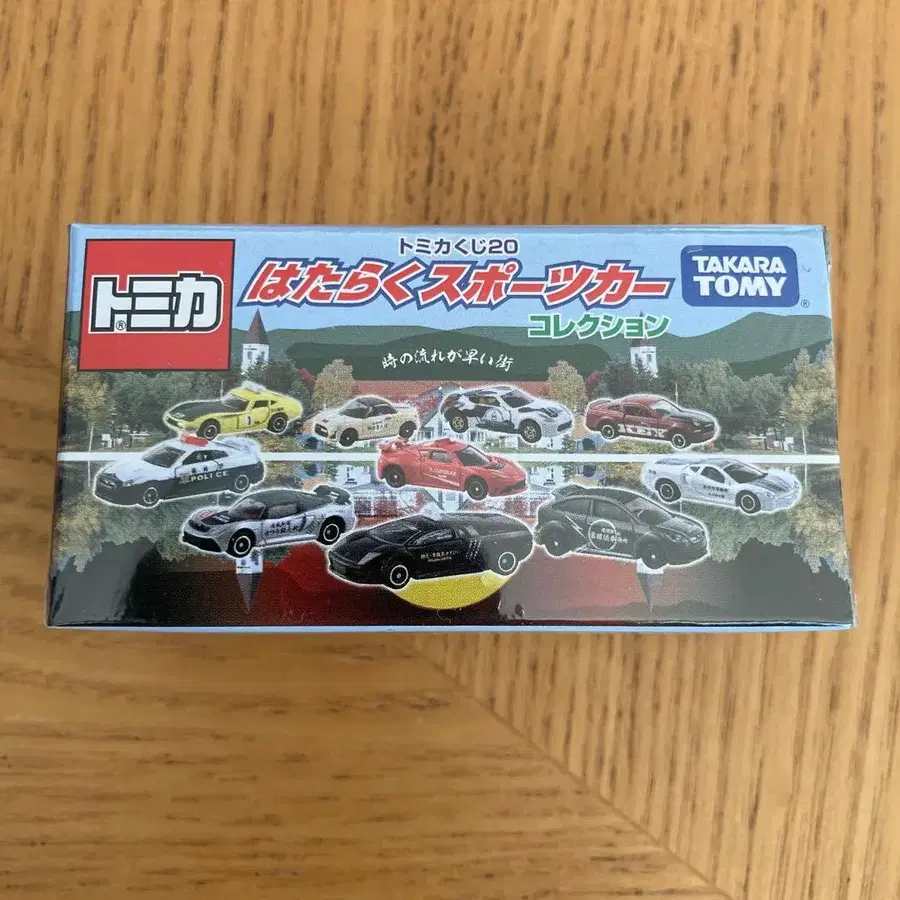 トミカくじ20
トミカ®
はたらくスポーツカー
コレクション
TAKARA
TOMY®
時の流れが早い街
POLICE